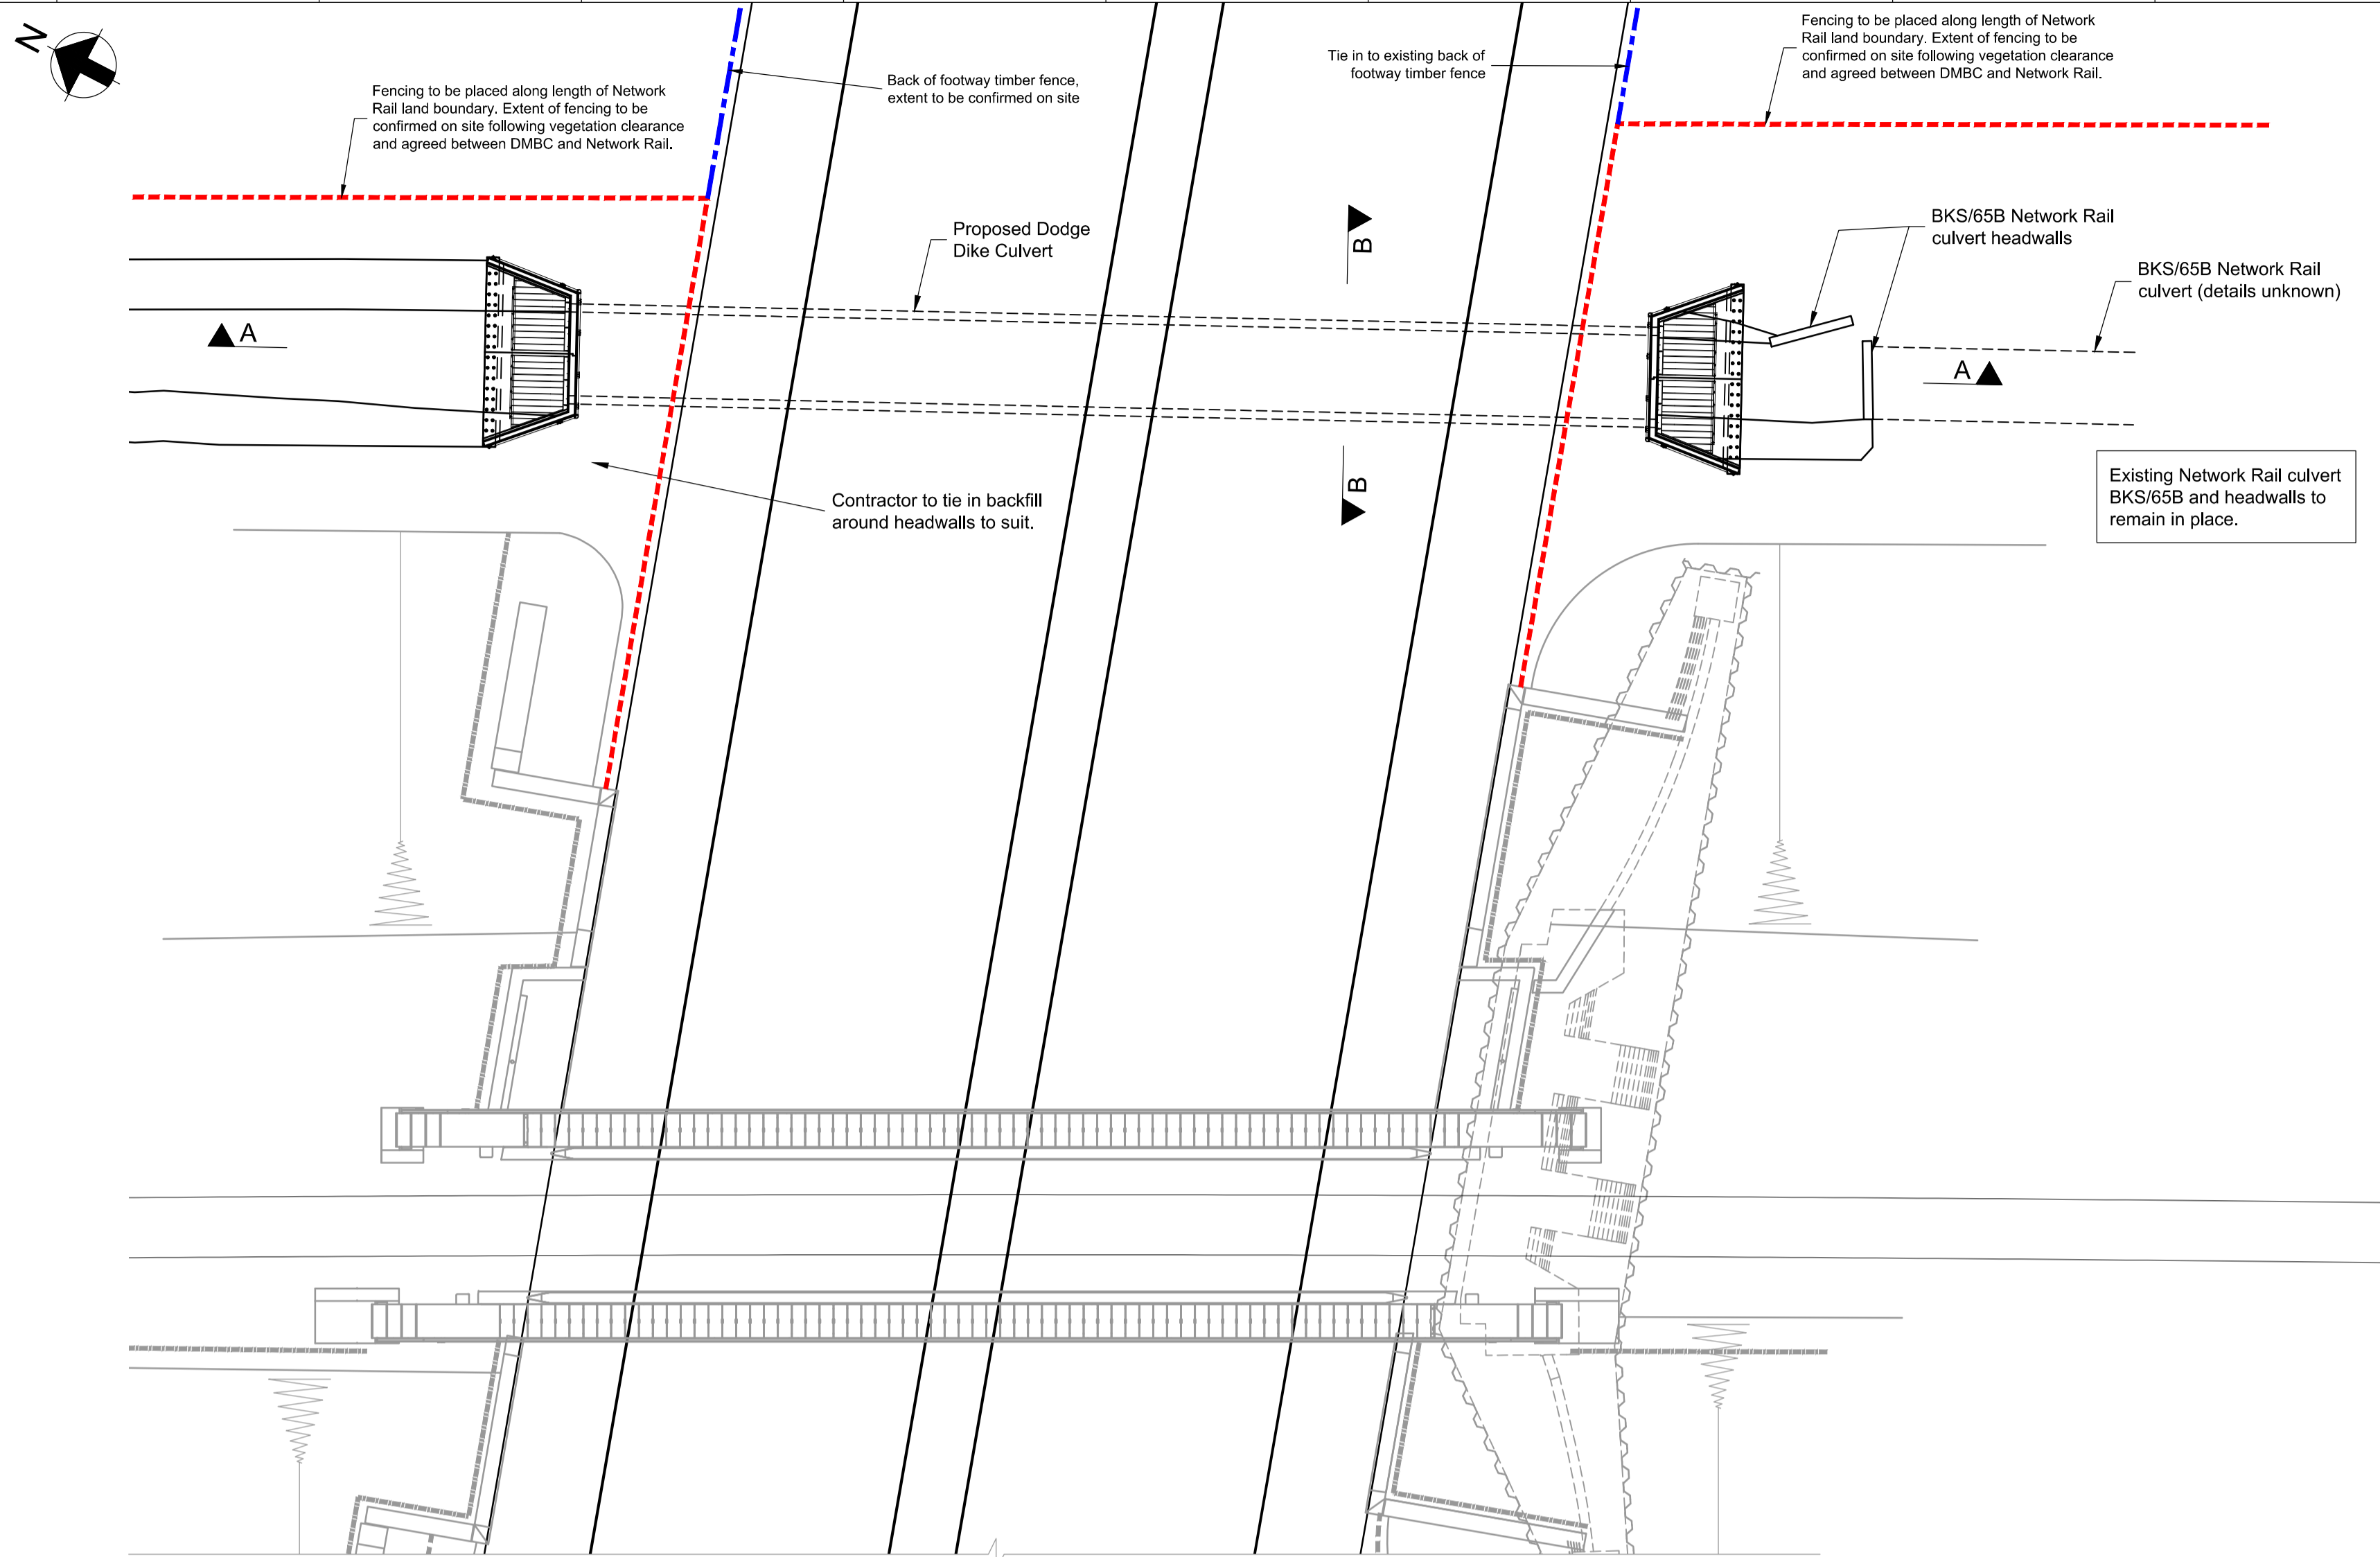 N
Fencing to be placed along length of Network
Rail land boundary. Extent of fencing to be
confirmed on site following vegetation clearance
and agreed between DMBC and Network Rail.
Back of footway timber fence,
extent to be confirmed on site
Tie in to existing back of
footway timber fence
Fencing to be placed along length of Network
Rail land boundary. Extent of fencing to be
confirmed on site following vegetation clearance
and agreed between DMBC and Network Rail.
Proposed Dodge
Dike Culvert
B
BKS/65B Network Rail
culvert headwalls
BKS/65B Network Rail
culvert (details unknown)
A
A
B
Contractor to tie in backfill
around headwalls to suit.
Existing Network Rail culvert
BKS/65B and headwalls to
remain in place.